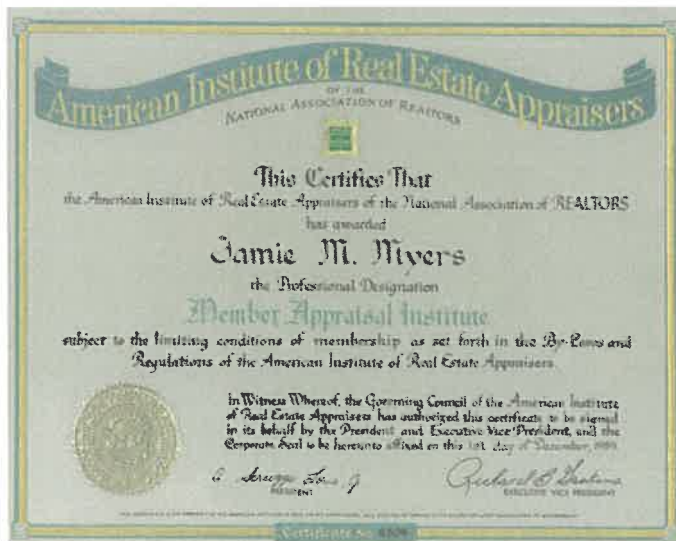 American Institute of Real Estate Appraisers
OF THE
NATIONAL ASSOCIATION OF REALTORS
This Certifies That
the American Institute of Real Estate Appraisers of the National Association of REALTORS
has awarded
Jamie M. Myers
the Professional Designation
Member Appraisal Institute
subject to the limiting conditions of membership as set forth in the By-Laws and
Regulations of the American Institute of Real Estate Appraisers
In Witness Whereof, the Governing Council of the American Institute
of Real Estate Appraisers has authorized this certificate to be signed
in its behalf by the President and Executive Vice President, and the
Corporate Seal to be hereunto affixed on this day of December,
PRESIDENT
EXECUTIVE VICE PRESIDENT
Certificate No.